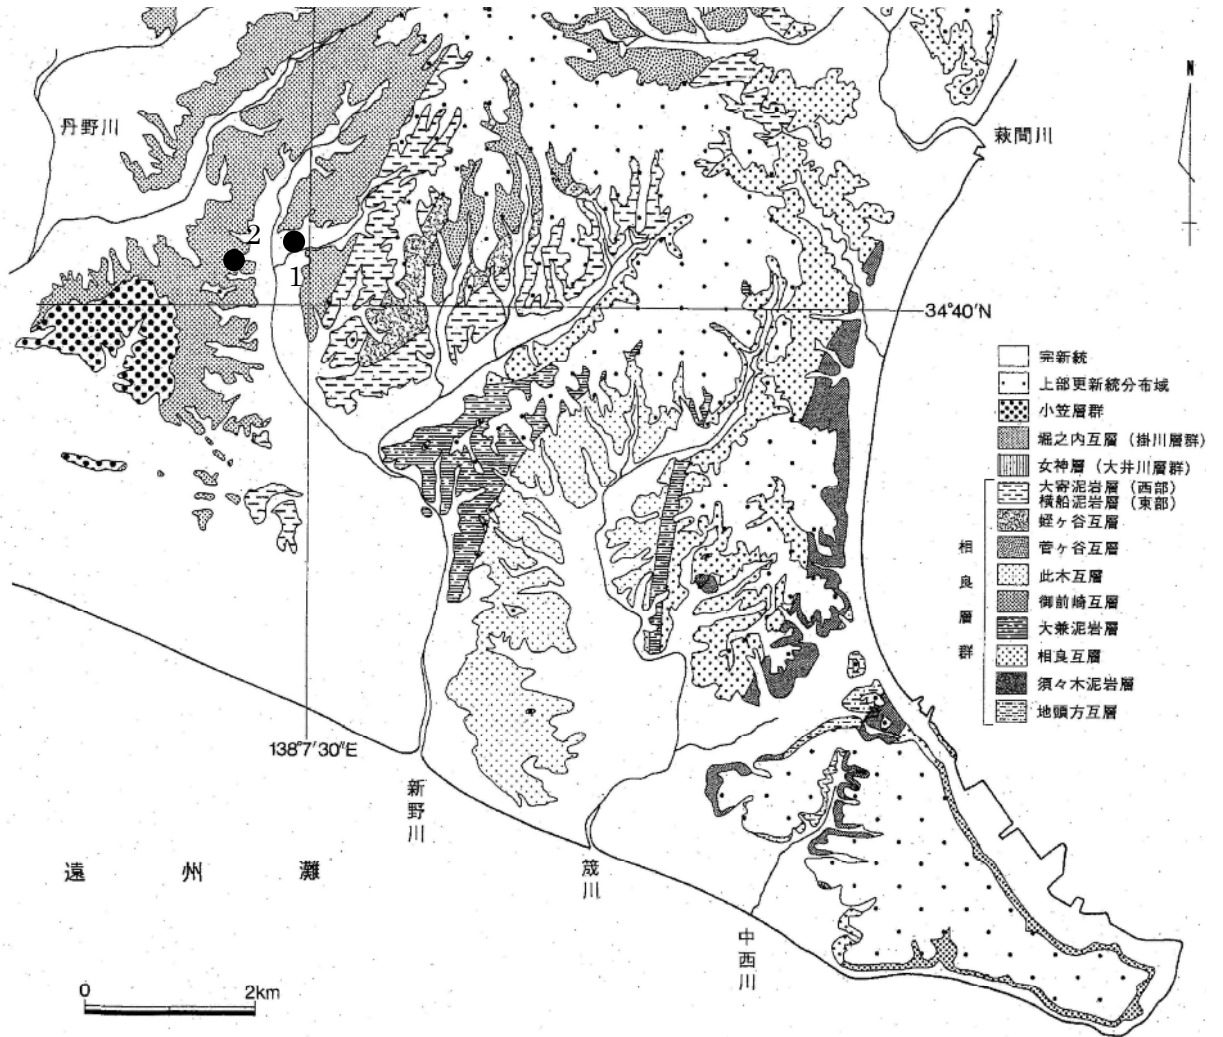 丹野川
2
1
N
萩間川
34°40′N
完新統
上部更新統分布域
小笠層群
堀之内互層 (掛川層群)
女神層 (大井川層群)
大寄泥岩層 (西部)
横船泥岩層 (東部)
蛭ヶ谷互層
菅ヶ谷互層
此木互層
御前崎互層
大兼泥岩層
相良互層
須々木泥岩層
地頭方互層
相良層群
138°7′30″E
新野川
筬川
中西川
遠州灘
0 2km